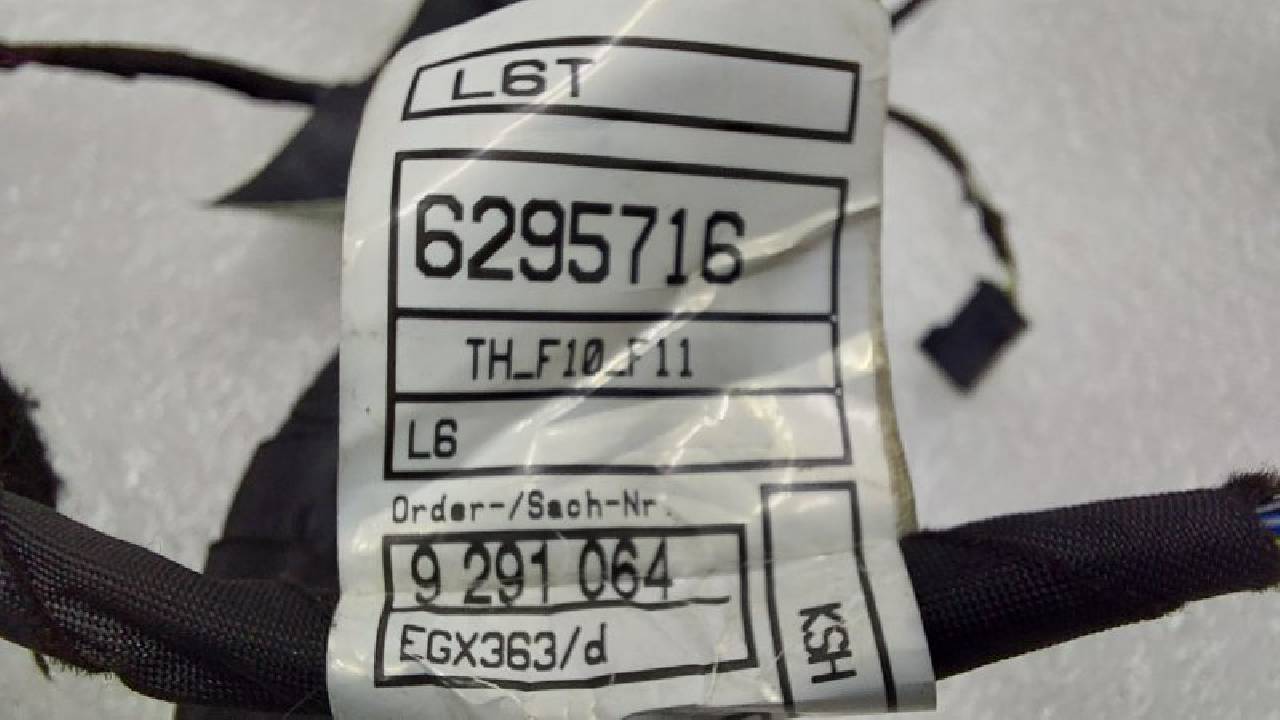 L6T
6295716
TH_F10_F11
L6
Order-/Sach-Nr.
9 291 064
EGX363/d
KSH